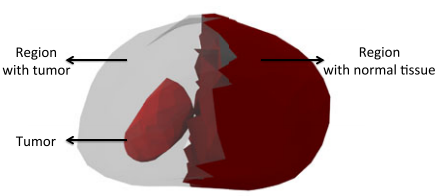 Region
with tumor
Region
with normal tissue
Tumor